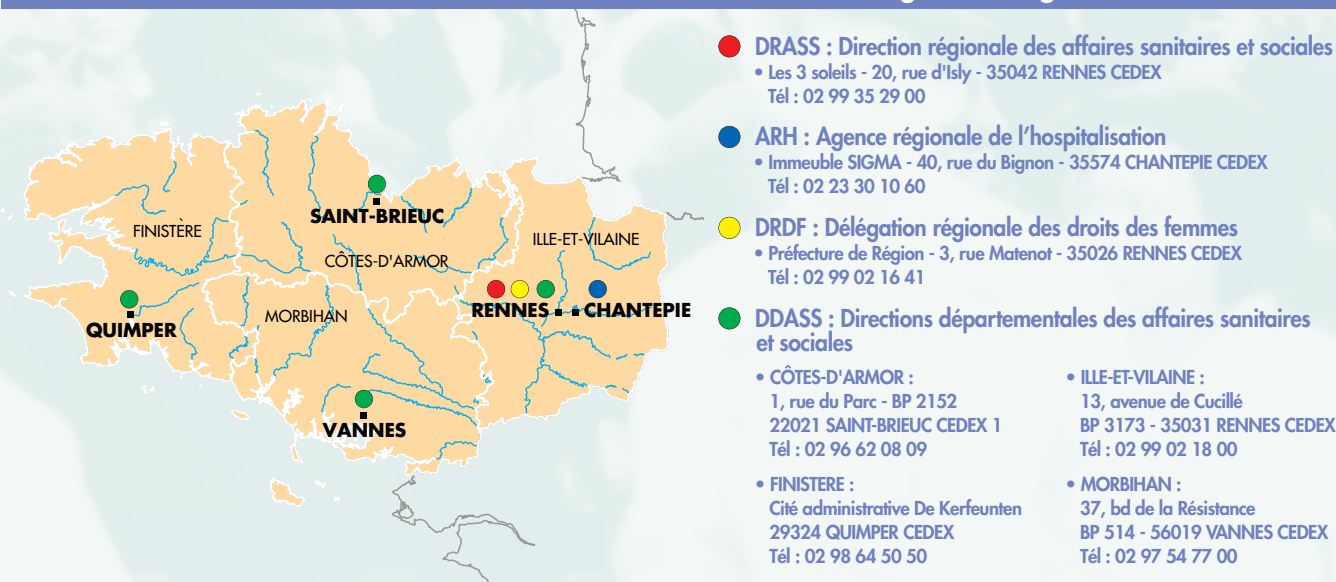 DRASS : Direction régionale des affaires sanitaires et sociales
• Les 3 soleils - 20, rue d'Isly - 35042 RENNES CEDEX
Tél : 02 99 35 29 00
ARH : Agence régionale de l'hospitalisation
• Immeuble SIGMA - 40, rue du Bignon - 35574 CHANTEPIE CEDEX
Tél : 02 23 30 10 60
DRDF : Délégation régionale des droits des femmes
• Préfecture de Région - 3, rue Matenot - 35026 RENNES CEDEX
Tél : 02 99 02 16 41
DDASS : Directions départementales des affaires sanitaires
et sociales
• CÔTES-D'ARMOR :
1, rue du Parc - BP 2152
22021 SAINT-BRIEUC CEDEX 1
Tél : 02 96 62 08 09
• FINISTERE :
Cité administrative De Kerfeunten
29324 QUIMPER CEDEX
Tél : 02 98 64 50 50
• ILLE-ET-VILAINE :
13, avenue de Cucillé
BP 3173 - 35031 RENNES CEDEX
Tél : 02 99 02 18 00
• MORBIHAN :
37, bd de la Résistance
BP 514 - 56019 VANNES CEDEX
Tél : 02 97 54 77 00
SAINT-BRIEUC
FINISTÈRE
ILLE-ET-VILAINE
CÔTES-D'ARMOR
RENNES
CHANTEPIE
MORBIHAN
QUIMPER
VANNES